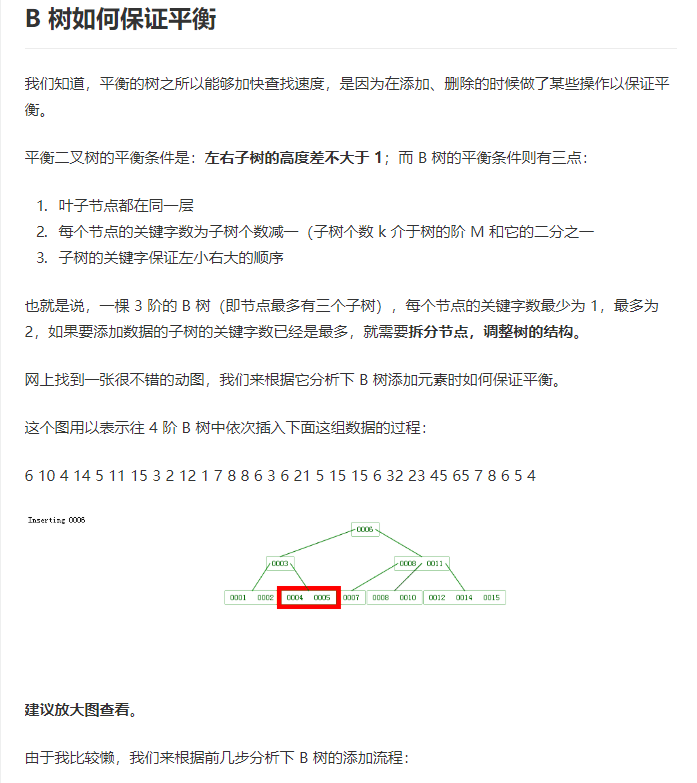 B 树如何保证平衡
我们知道，平衡的树之所以能够加快查找速度，是因为在添加、删除的时候做了某些操作以保证平
衡。
平衡二叉树的平衡条件是：左右子树的高度差不大于 1；而 B 树的平衡条件则有三点：
1. 叶子节点都在同一层
2. 每个节点的关键字数为子树个数减一（子树个数 k 介于树的阶 M 和它的二分之一
3. 子树的关键字保证左小右大的顺序
也就是说，一棵 3 阶的 B 树（即节点最多有三个子树），每个节点的关键字数最少为 1，最多为
2，如果要添加数据的子树的关键字数已经是最多，就需要拆分节点，调整树的结构。
网上找到一张很不错的动图，我们来根据它分析下 B 树添加元素时如何保证平衡。
这个图用以表示往 4 阶 B 树中依次插入下面这组数据的过程：
6 10 4 14 5 11 15 3 2 12 1 7 8 8 6 3 6 21 5 15 15 6 32 23 45 65 7 8 6 5 4
Inserting 0006
0006
0003 0008 0011
0001 0002 0004 0005 0007 0008 0010 0012 0014 0015
建议放大图查看。
由于我比较懒，我们来根据前几步分析下 B 树的添加流程：